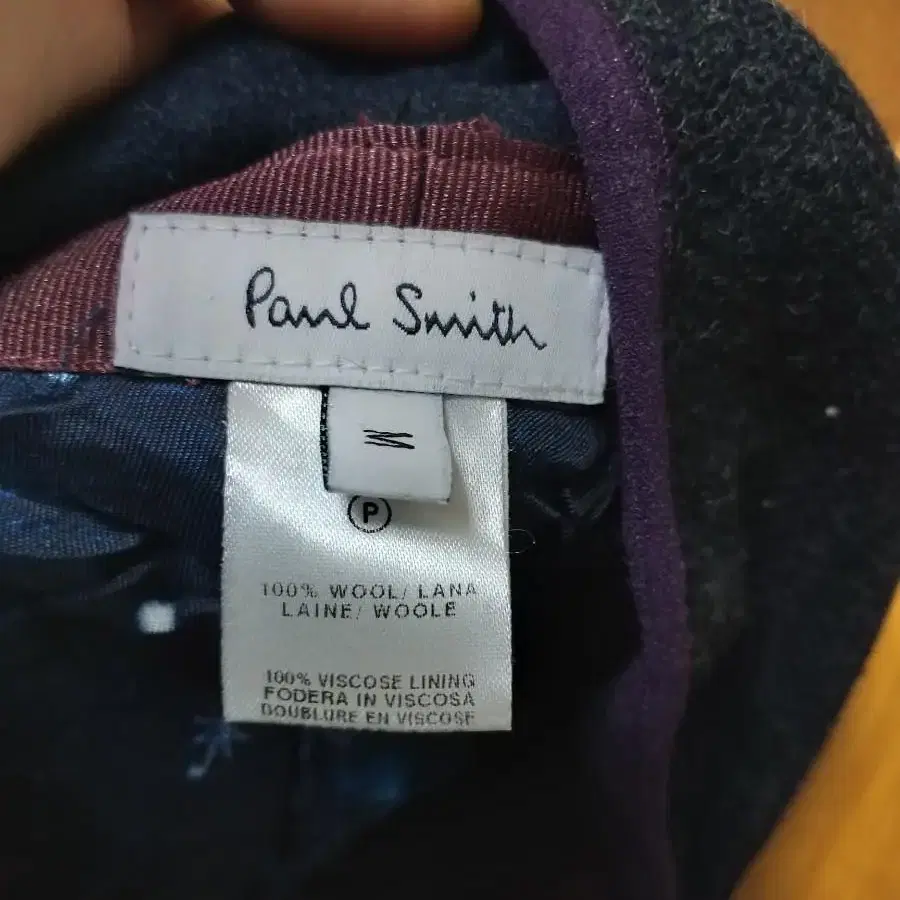 Paul Smith
M
P
100% WOOL/ LANA
LAINE/ WOOLE
100% VISCOSE LINING
FODERA IN VISCOSA
DOUBLURE EN VISCOSE